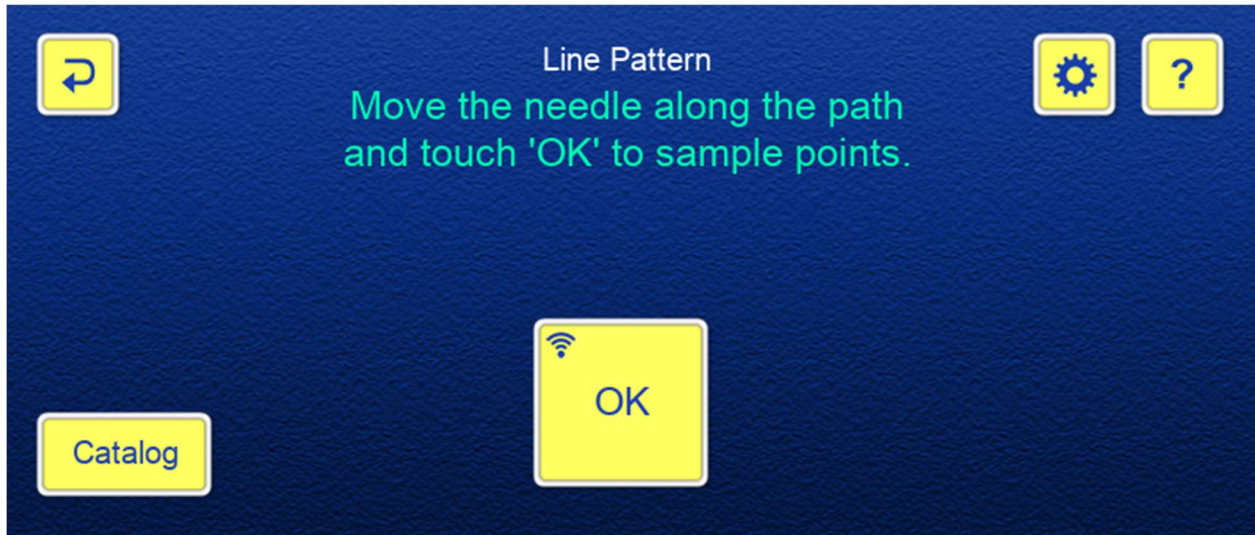 Line Pattern
?
Move the needle along the path
and touch 'OK' to sample points.
OK
Catalog